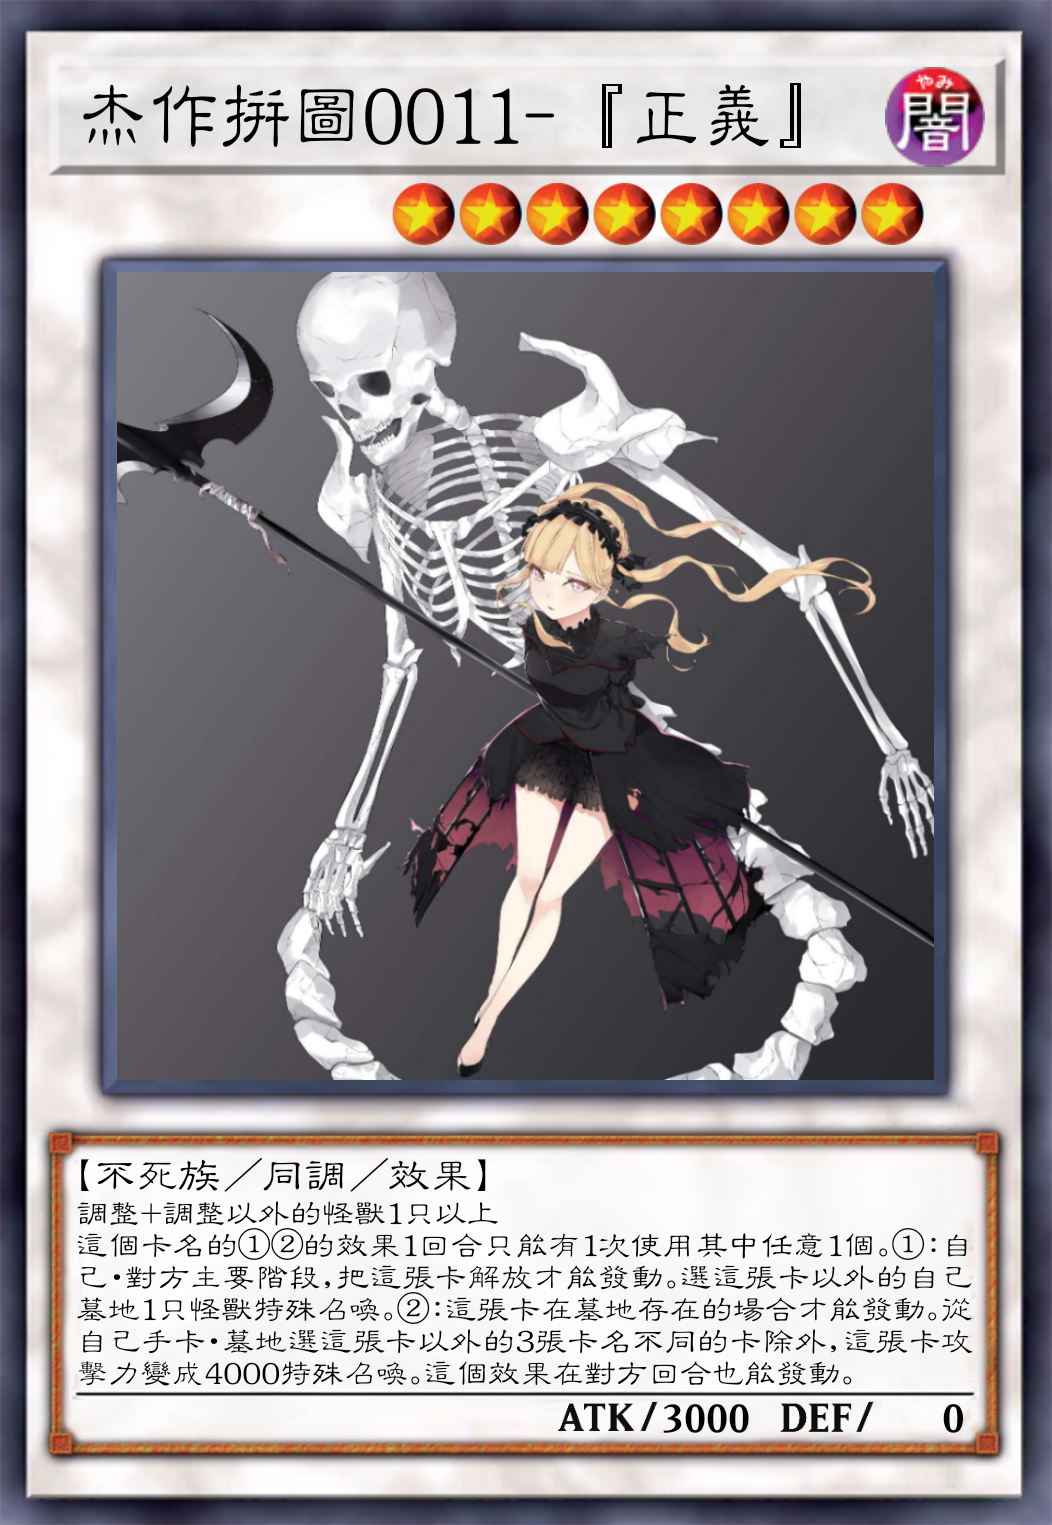 杰作拼圖0011-『正義』
やみ
闇
【不死族／同調／效果】
調整+調整以外的怪獸1只以上
這個卡名的①②的效果1回合只能有1次使用其中任意1個。①：自
己·對方主要階段，把這張卡解放才能發動。選這張卡以外的自己
墓地1只怪獸特殊召喚。②：這張卡在墓地存在的場合才能發動。從
自己手卡·墓地選這張卡以外的3張卡名不同的卡除外，這張卡攻
擊力變成4000特殊召喚。這個效果在對方回合也能發動。
ATK/3000 DEF/ 0